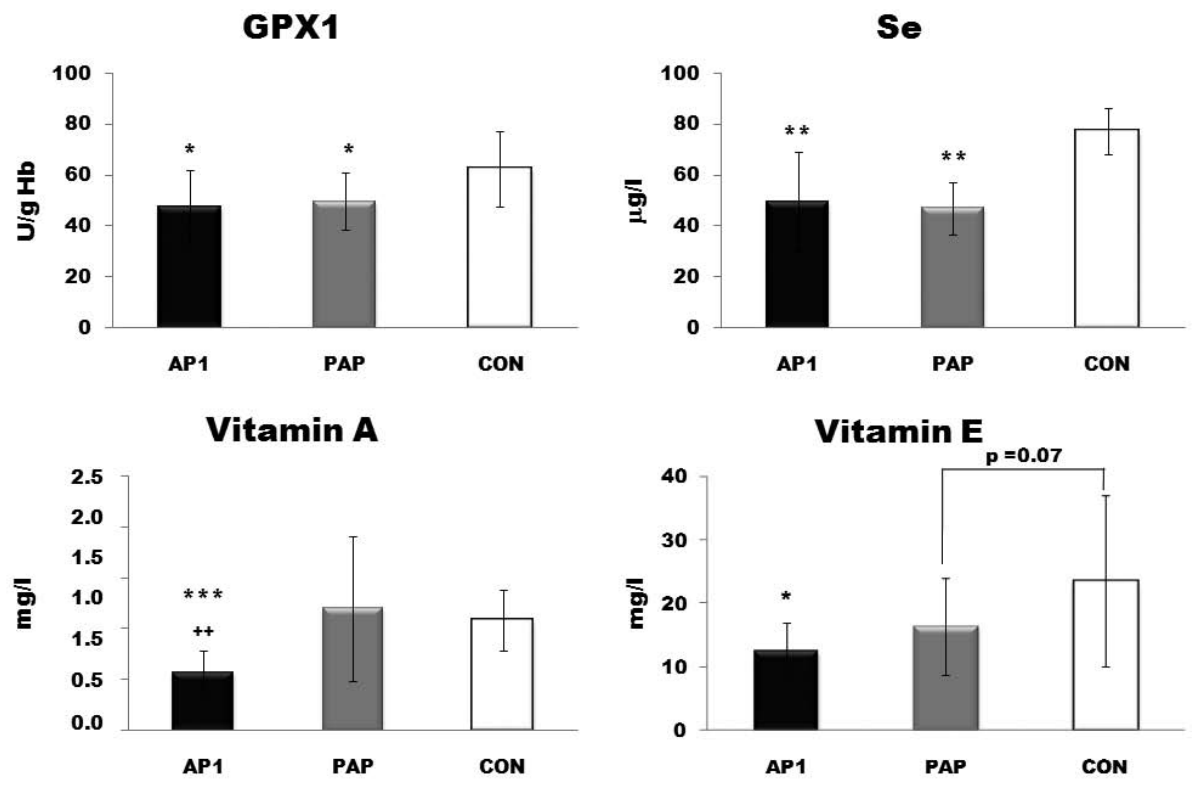 GPX1
100
80
60
40
20
0
U/g Hb
*
*
AP1
PAP
CON
Se
100
80
60
40
20
0
µg/l
**
**
AP1
PAP
CON
Vitamin A
2.5
2.0
1.5
1.0
1.5
0.5
0.0
mg/l
***
++
AP1
PAP
CON
Vitamin E
p =0.07
40
30
20
10
0
mg/l
*
AP1
PAP
CON